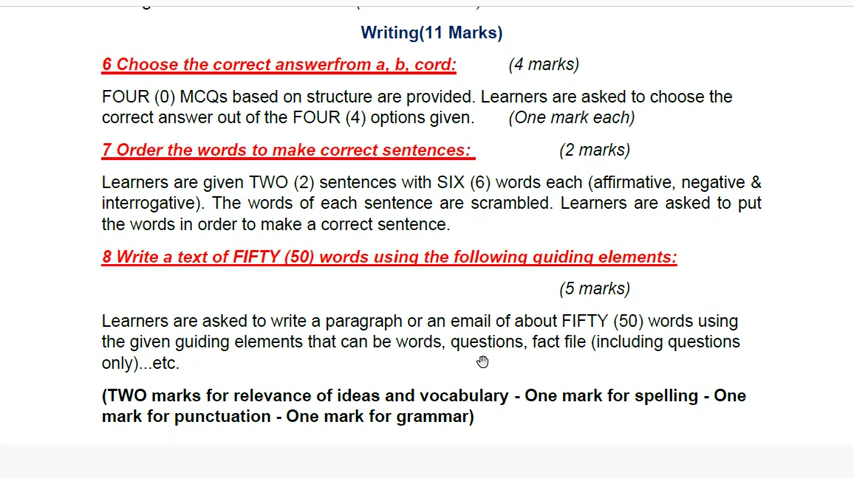 Writing(11 Marks)
6 Choose the correct answerfrom a, b, cord: (4 marks)
FOUR (0) MCQs based on structure are provided. Learners are asked to choose the
correct answer out of the FOUR (4) options given. (One mark each)
7 Order the words to make correct sentences: (2 marks)
Learners are given TWO (2) sentences with SIX (6) words each (affirmative, negative &
interrogative). The words of each sentence are scrambled. Learners are asked to put
the words in order to make a correct sentence.
8 Write a text of FIFTY (50) words using the following guiding elements:
(5 marks)
Learners are asked to write a paragraph or an email of about FIFTY (50) words using
the given guiding elements that can be words, questions, fact file (including questions
only)...etc.
(TWO marks for relevance of ideas and vocabulary - One mark for spelling - One
mark for punctuation - One mark for grammar)